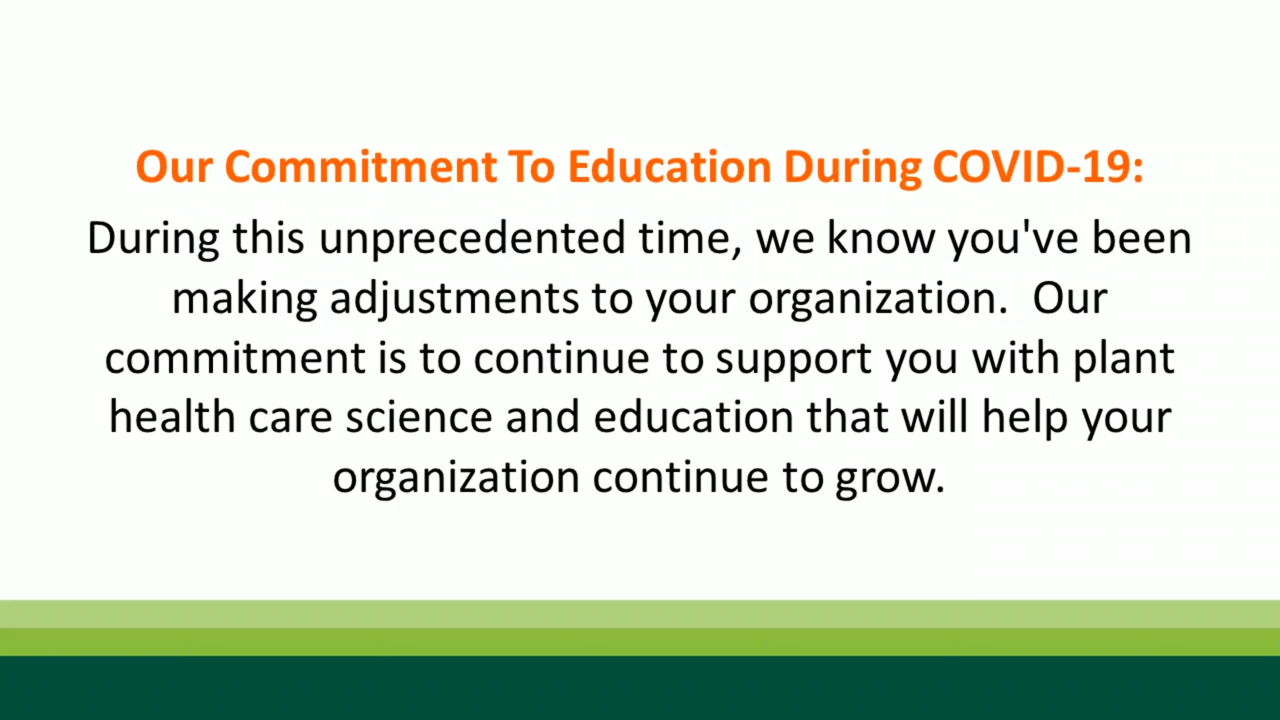 Our Commitment To Education During COVID-19:
During this unprecedented time, we know you've been
making adjustments to your organization.  Our
commitment is to continue to support you with plant
health care science and education that will help your
organization continue to grow.